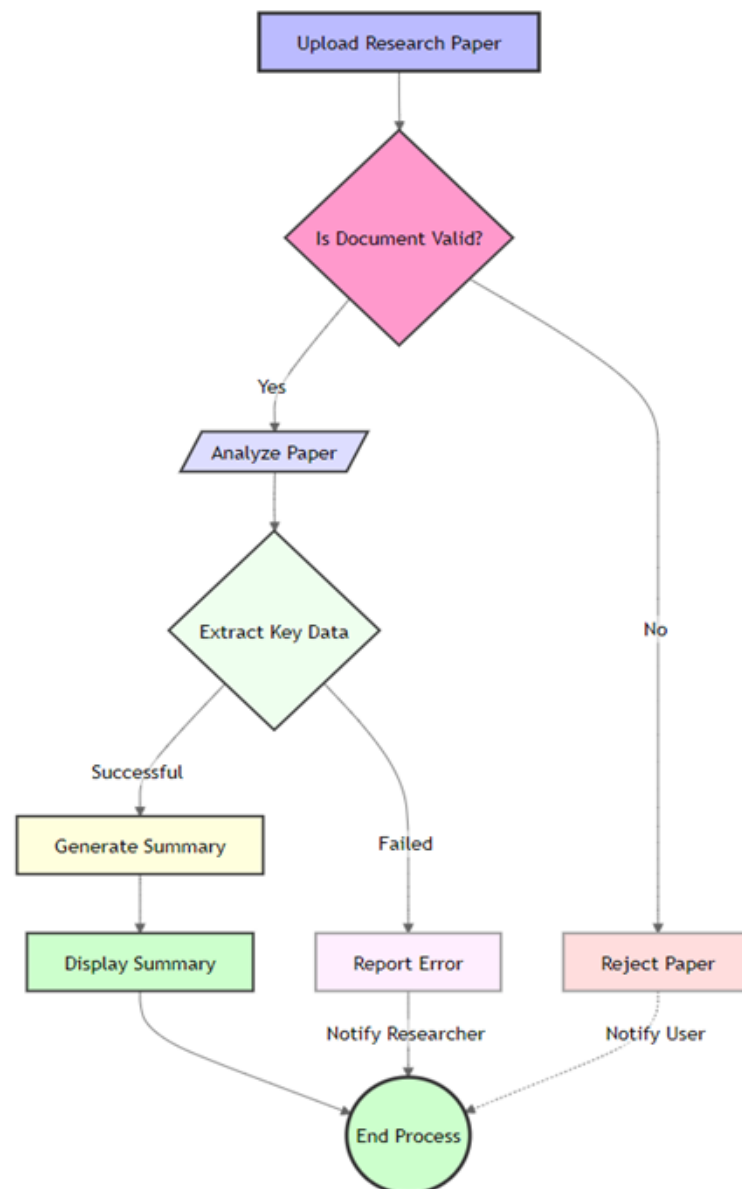 Upload Research Paper
Is Document Valid?
Yes
Analyze Paper
Extract Key Data
No
Successful
Generate Summary
Failed
Display Summary
Report Error
Reject Paper
Notify Researcher
Notify User
End Process